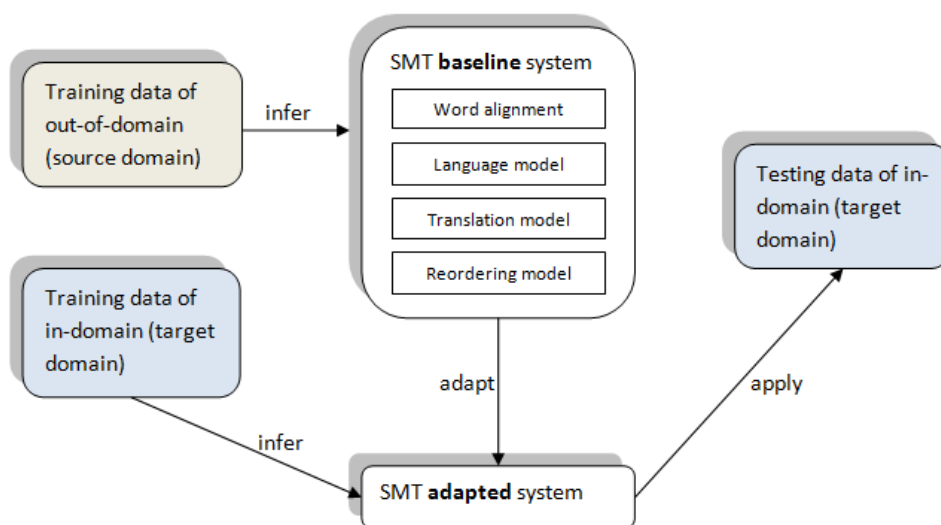 Training data of
out-of-domain
(source domain)
infer
SMT baseline system
Word alignment
Language model
Translation model
Reordering model
Testing data of in-
domain (target
domain)
Training data of
in-domain (target
domain)
adapt
apply
infer
SMT adapted system